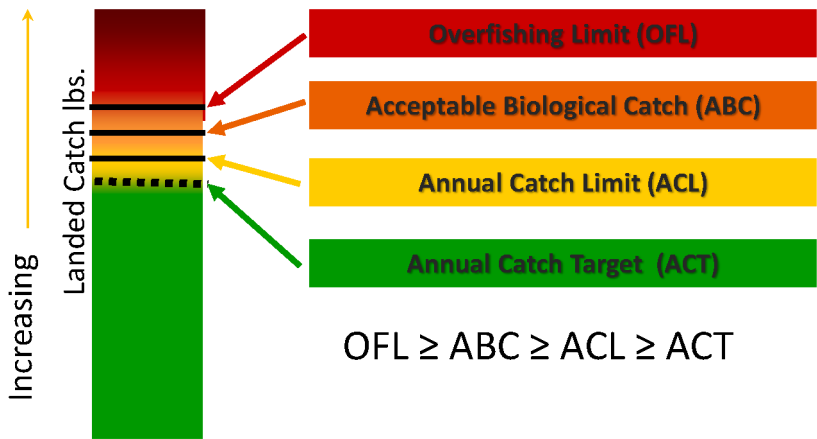 Increasing
Landed Catch lbs.
Overfishing Limit (OFL)
Acceptable Biological Catch (ABC)
Annual Catch Limit (ACL)
Annual Catch Target (ACT)
OFL ≥ ABC ≥ ACL ≥ ACT